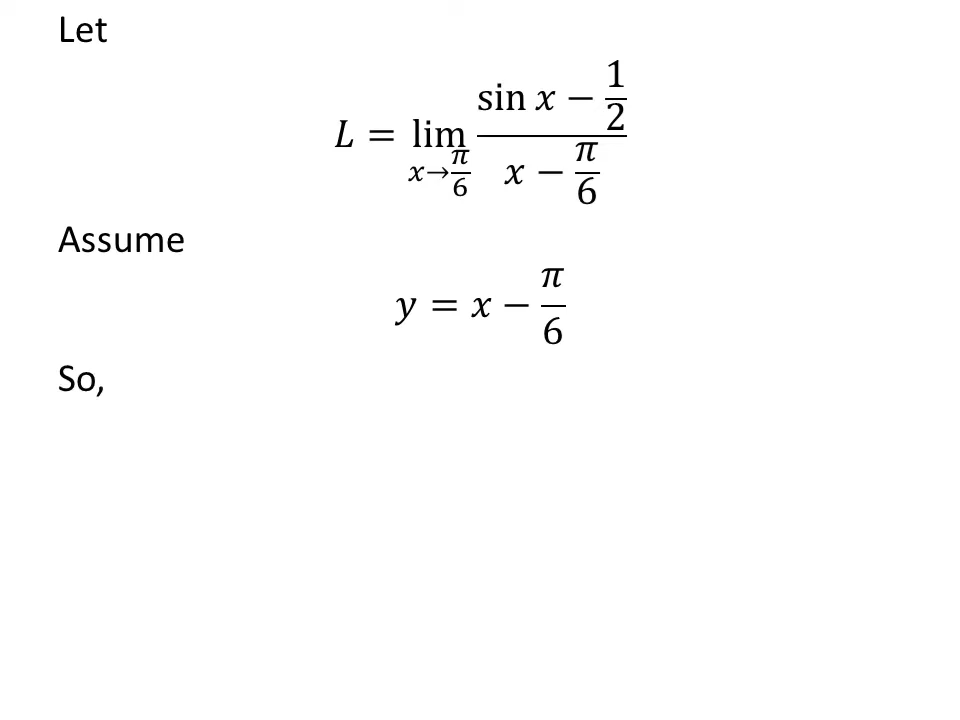 Let
L = lim_{x→π/6} (sin x − 1/2)/(x − π/6)
Assume
y = x − π/6
So,